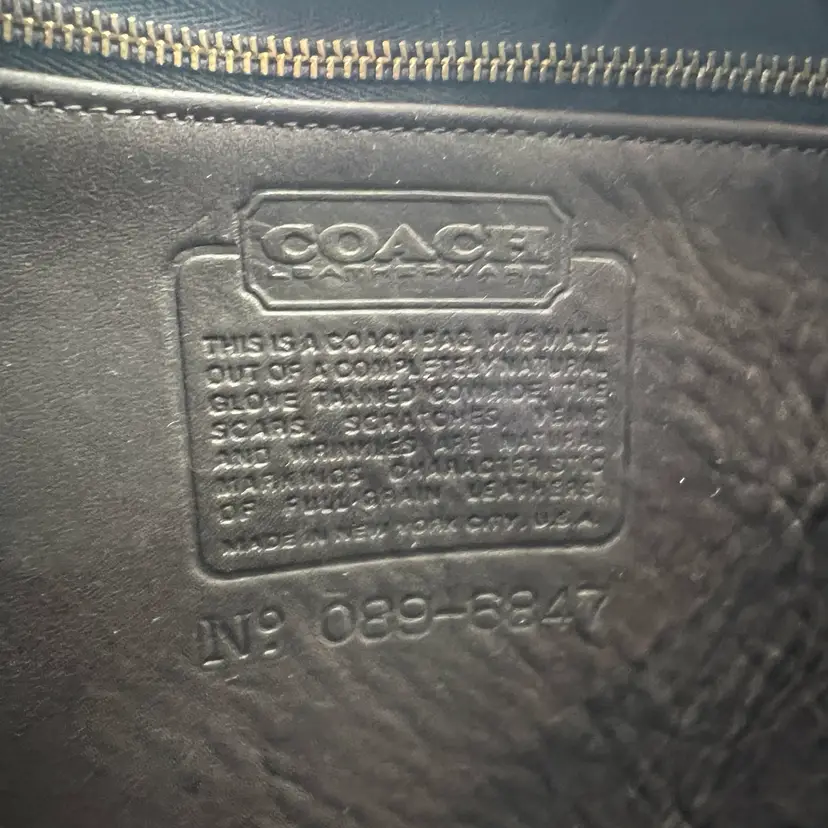 COACH
LEATHERWARE
THIS IS A COACH BAG. IT IS MADE
OUT OF A COMPLETELY NATURAL
GLOVE TANNED COWHIDE. THE
SCARS, SCRATCHES, VEINS
AND WRINKLES ARE NATURAL
MARKINGS CHARACTERISTIC
OF FULL-GRAIN LEATHERS.
MADE IN NEW YORK CITY, U.S.A.
Nº 089-6847